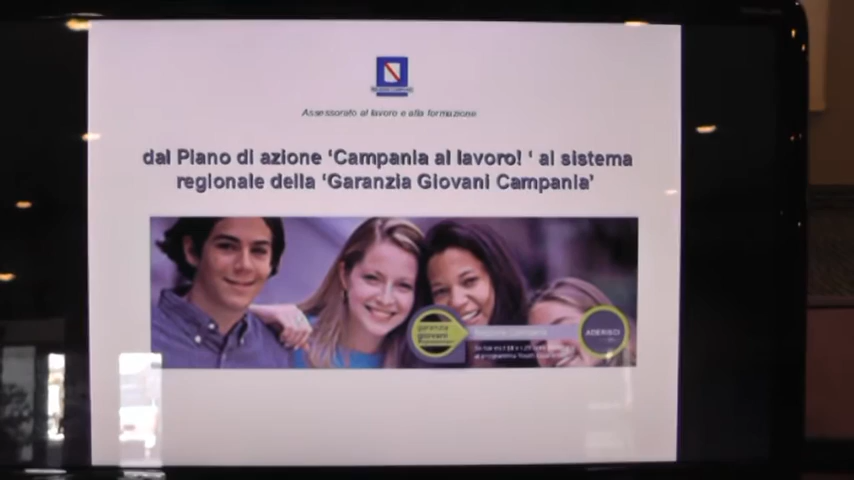 Assessorato al lavoro e alla formazione
dal Piano di azione 'Campania al lavoro! ' al sistema
regionale della 'Garanzia Giovani Campania'
garanzia
giovani
ADERISCI